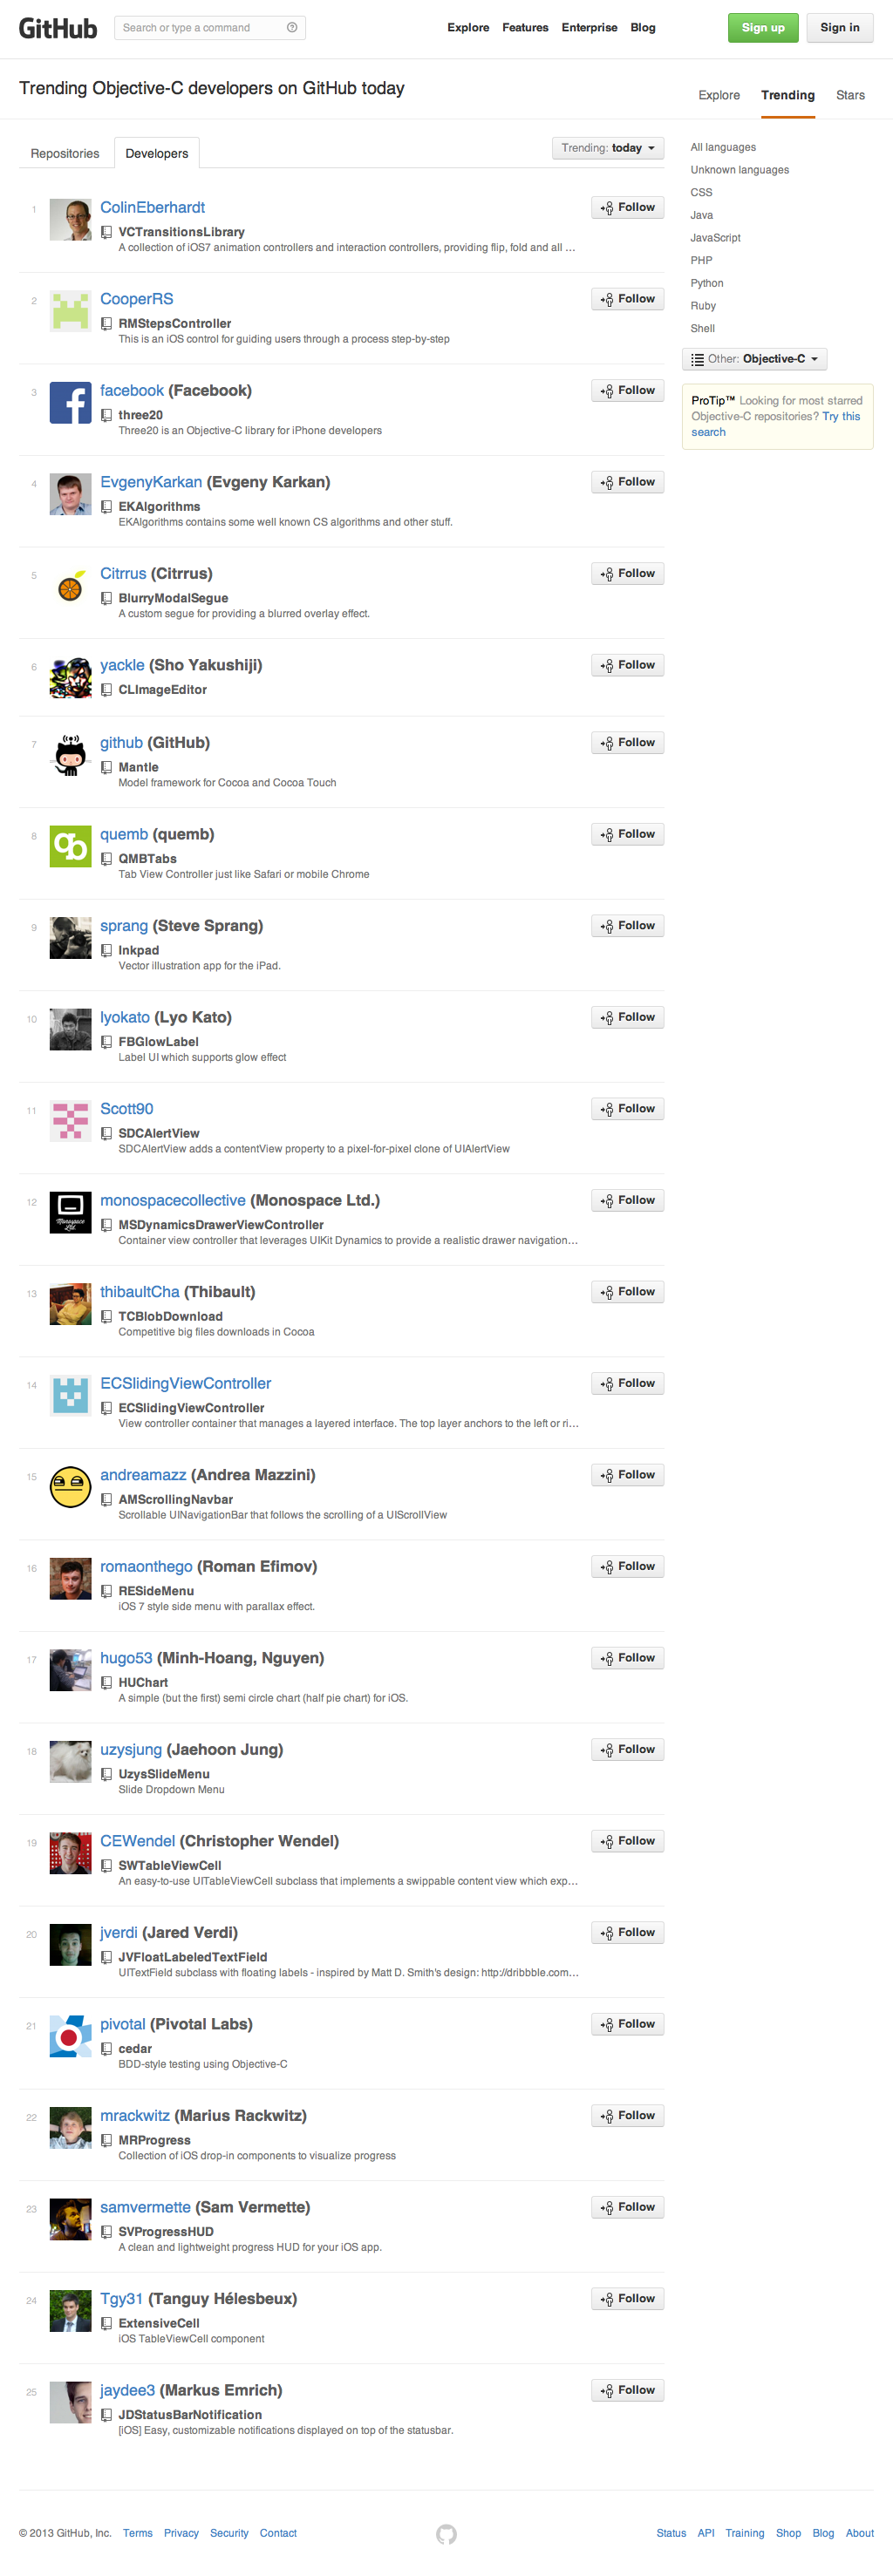 GitHub
Search or type a command
Explore Features Enterprise Blog
Sign up Sign in
Trending Objective-C developers on GitHub today
Explore Trending Stars
Repositories Developers
Trending: today
1
ColinEberhardt
VCTransitionsLibrary
A collection of iOS7 animation controllers and interaction controllers, providing flip, fold and all ...
Follow
2
CooperRS
RMStepsController
This is an iOS control for guiding users through a process step-by-step
Follow
3
facebook (Facebook)
three20
Three20 is an Objective-C library for iPhone developers
Follow
4
EvgenyKarkan (Evgeny Karkan)
EKAlgorithms
EKAlgorithms contains some well known CS algorithms and other stuff.
Follow
5
Citrrus (Citrrus)
BlurryModalSegue
A custom segue for providing a blurred overlay effect.
Follow
6
yackle (Sho Yakushiji)
CLImageEditor
Follow
7
github (GitHub)
Mantle
Model framework for Cocoa and Cocoa Touch
Follow
8
quemb (quemb)
QMBTabs
Tab View Controller just like Safari or mobile Chrome
Follow
9
sprang (Steve Sprang)
Inkpad
Vector illustration app for the iPad.
Follow
10
lyokato (Lyo Kato)
FBGlowLabel
Label UI which supports glow effect
Follow
11
Scott90
SDCAlertView
SDCAlertView adds a contentView property to a pixel-for-pixel clone of UIAlertView
Follow
12
monospacecollective (Monospace Ltd.)
MSDynamicsDrawerViewController
Container view controller that leverages UIKit Dynamics to provide a realistic drawer navigation...
Follow
13
thibaultCha (Thibault)
TCBlobDownload
Competitive big files downloads in Cocoa
Follow
14
ECSlidingViewController
ECSlidingViewController
View controller container that manages a layered interface. The top layer anchors to the left or ri...
Follow
15
andreamazz (Andrea Mazzini)
AMScrollingNavbar
Scrollable UINavigationBar that follows the scrolling of a UIScrollView
Follow
16
romaonthego (Roman Efimov)
RESideMenu
iOS 7 style side menu with parallax effect.
Follow
17
hugo53 (Minh-Hoang, Nguyen)
HUChart
A simple (but the first) semi circle chart (half pie chart) for iOS.
Follow
18
uzysjung (Jaehoon Jung)
UzysSlideMenu
Slide Dropdown Menu
Follow
19
CEWendel (Christopher Wendel)
SWTableViewCell
An easy-to-use UITableViewCell subclass that implements a swippable content view which exp...
Follow
20
jverdi (Jared Verdi)
JVFloatLabeledTextField
UITextField subclass with floating labels - inspired by Matt D. Smith's design: http://dribbble.com...
Follow
21
pivotal (Pivotal Labs)
cedar
BDD-style testing using Objective-C
Follow
22
mrackwitz (Marius Rackwitz)
MRProgress
Collection of iOS drop-in components to visualize progress
Follow
23
samvermette (Sam Vermette)
SVProgressHUD
A clean and lightweight progress HUD for your iOS app.
Follow
24
Tgy31 (Tanguy Hélesbeux)
ExtensiveCell
iOS TableViewCell component
Follow
25
jaydee3 (Markus Emrich)
JDStatusBarNotification
[iOS] Easy, customizable notifications displayed on top of the statusbar.
Follow
All languages
Unknown languages
CSS
Java
JavaScript
PHP
Python
Ruby
Shell
Other: Objective-C
ProTip™ Looking for most starred
Objective-C repositories? Try this
search
© 2013 GitHub, Inc. Terms Privacy Security Contact
Status API Training Shop Blog About